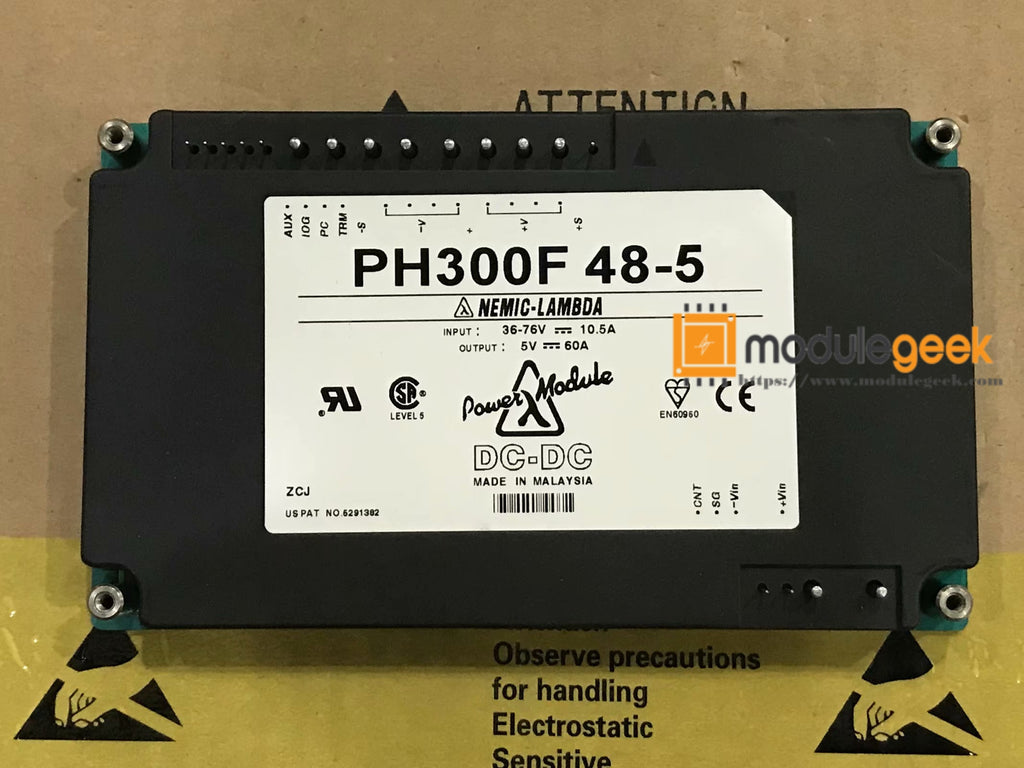 ATTENTION
AUX
IOG
PC
TRM
-S
-V
+
+V
+S
PH300F 48-5
NEMIC-LAMBDA
INPUT : 36-76V 10.5A
OUTPUT : 5V 60A
modulegeek
https://www.modulegeek.com
Power Module
λ
RU
SA
®
LEVEL 5
EN60950
CE
DC-DC
MADE IN MALAYSIA
ZCJ
US PAT NO.5291382
CNT
SG
-Vin
+Vin
Observe precautions
for handling
Electrostatic
Sensitive